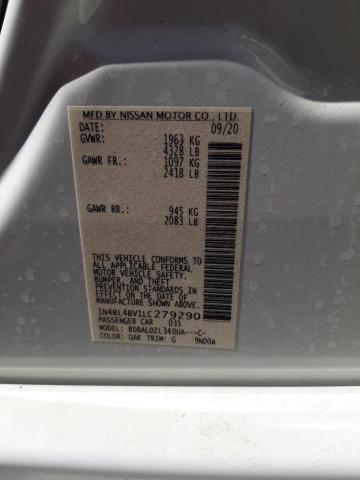 MFD BY NISSAN MOTOR CO., LTD.
DATE: 09/20
GVWR: 1963 KG
4328 LB
GAWR FR: 1097 KG
2418 LB
GAWR RR: 945 KG
2083 LB
THIS VEHICLE CONFORMS TO
ALL APPLICABLE FEDERAL
MOTOR VEHICLE SAFETY,
BUMPER, AND THEFT
PREVENTION STANDARDS IN
EFFECT ON THE DATE OF
MANUFACTURE SHOWN ABOVE.
1N4BL4BV1LC279290
PASSENGER CAR 035
MODEL: BDBALDZL34DUA---C-
COLOR: QAK TRIM: G 9N00A